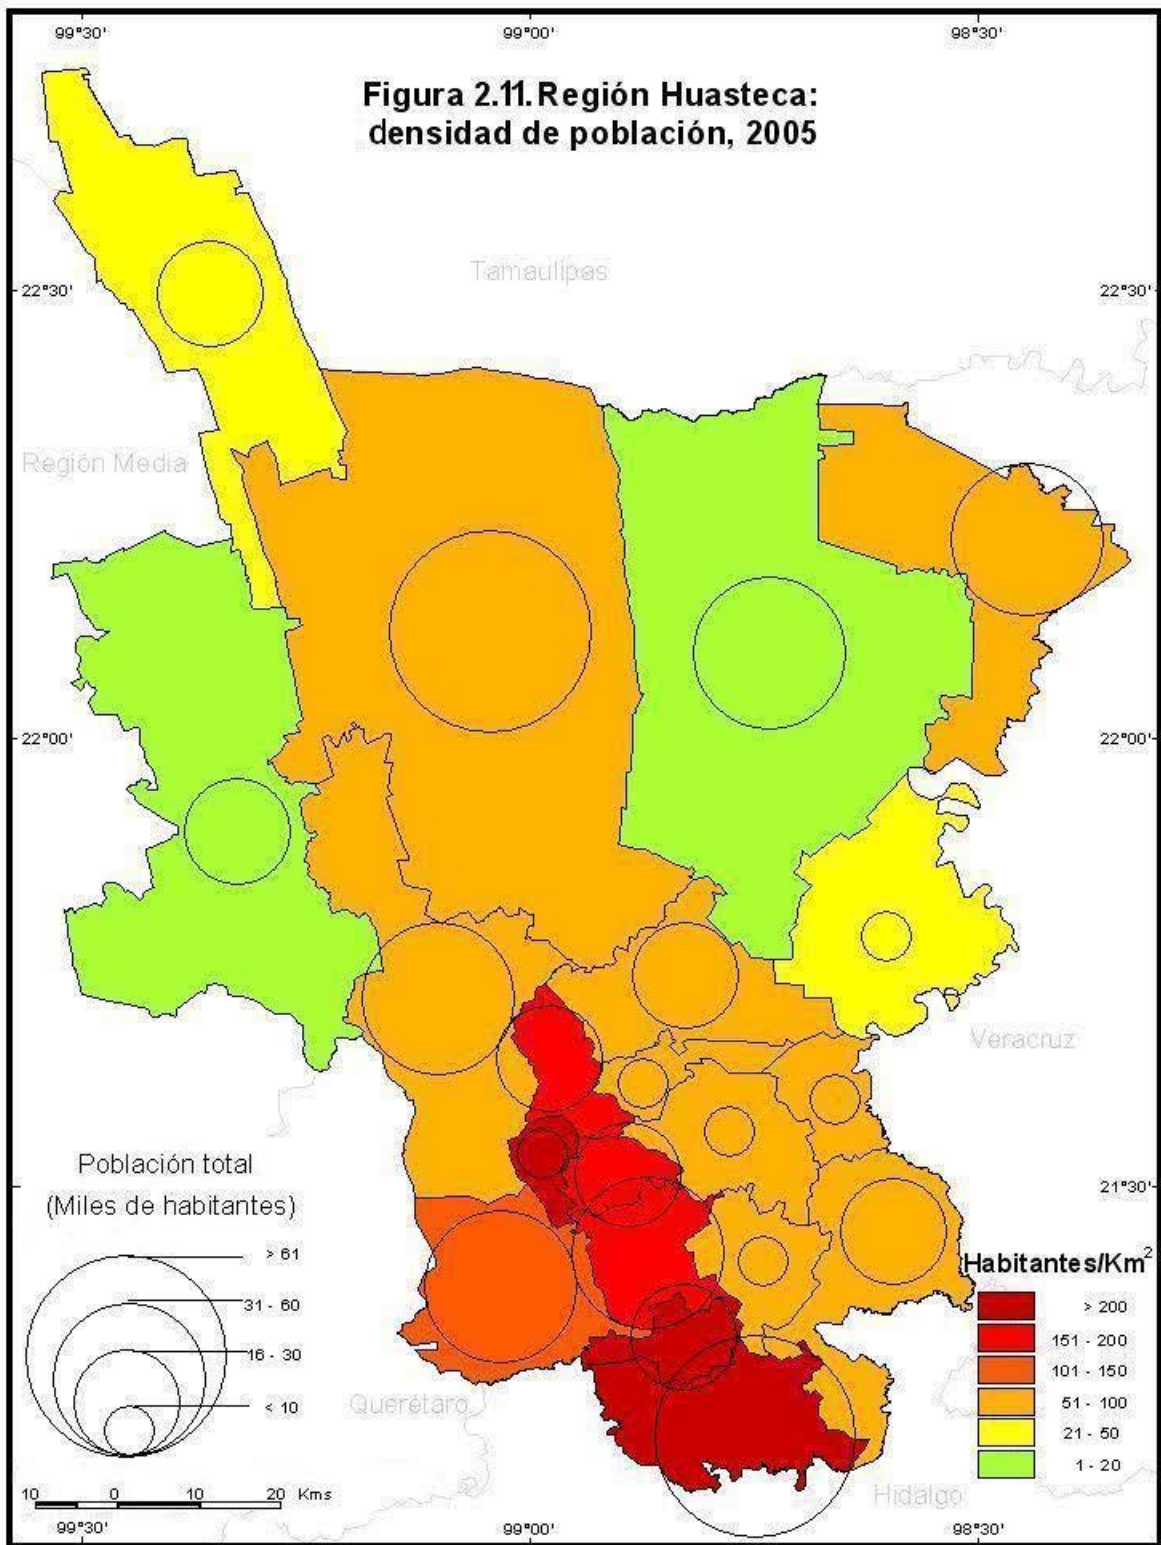 99°30'
99°00'
98°30'
Figura 2.11. Región Huasteca:
densidad de población, 2005
Tamaulipas
22°30'
22°30'
Región Media
22°00'
22°00'
Veracruz
Población total
(Miles de habitantes)
> 61
31 - 60
16 - 30
< 10
21°30'
Habitantes/Km²
> 200
151 - 200
101 - 150
51 - 100
21 - 50
1 - 20
Querétaro
Hidalgo
10 0 10 20 Kms
99°30'
99°00'
98°30'